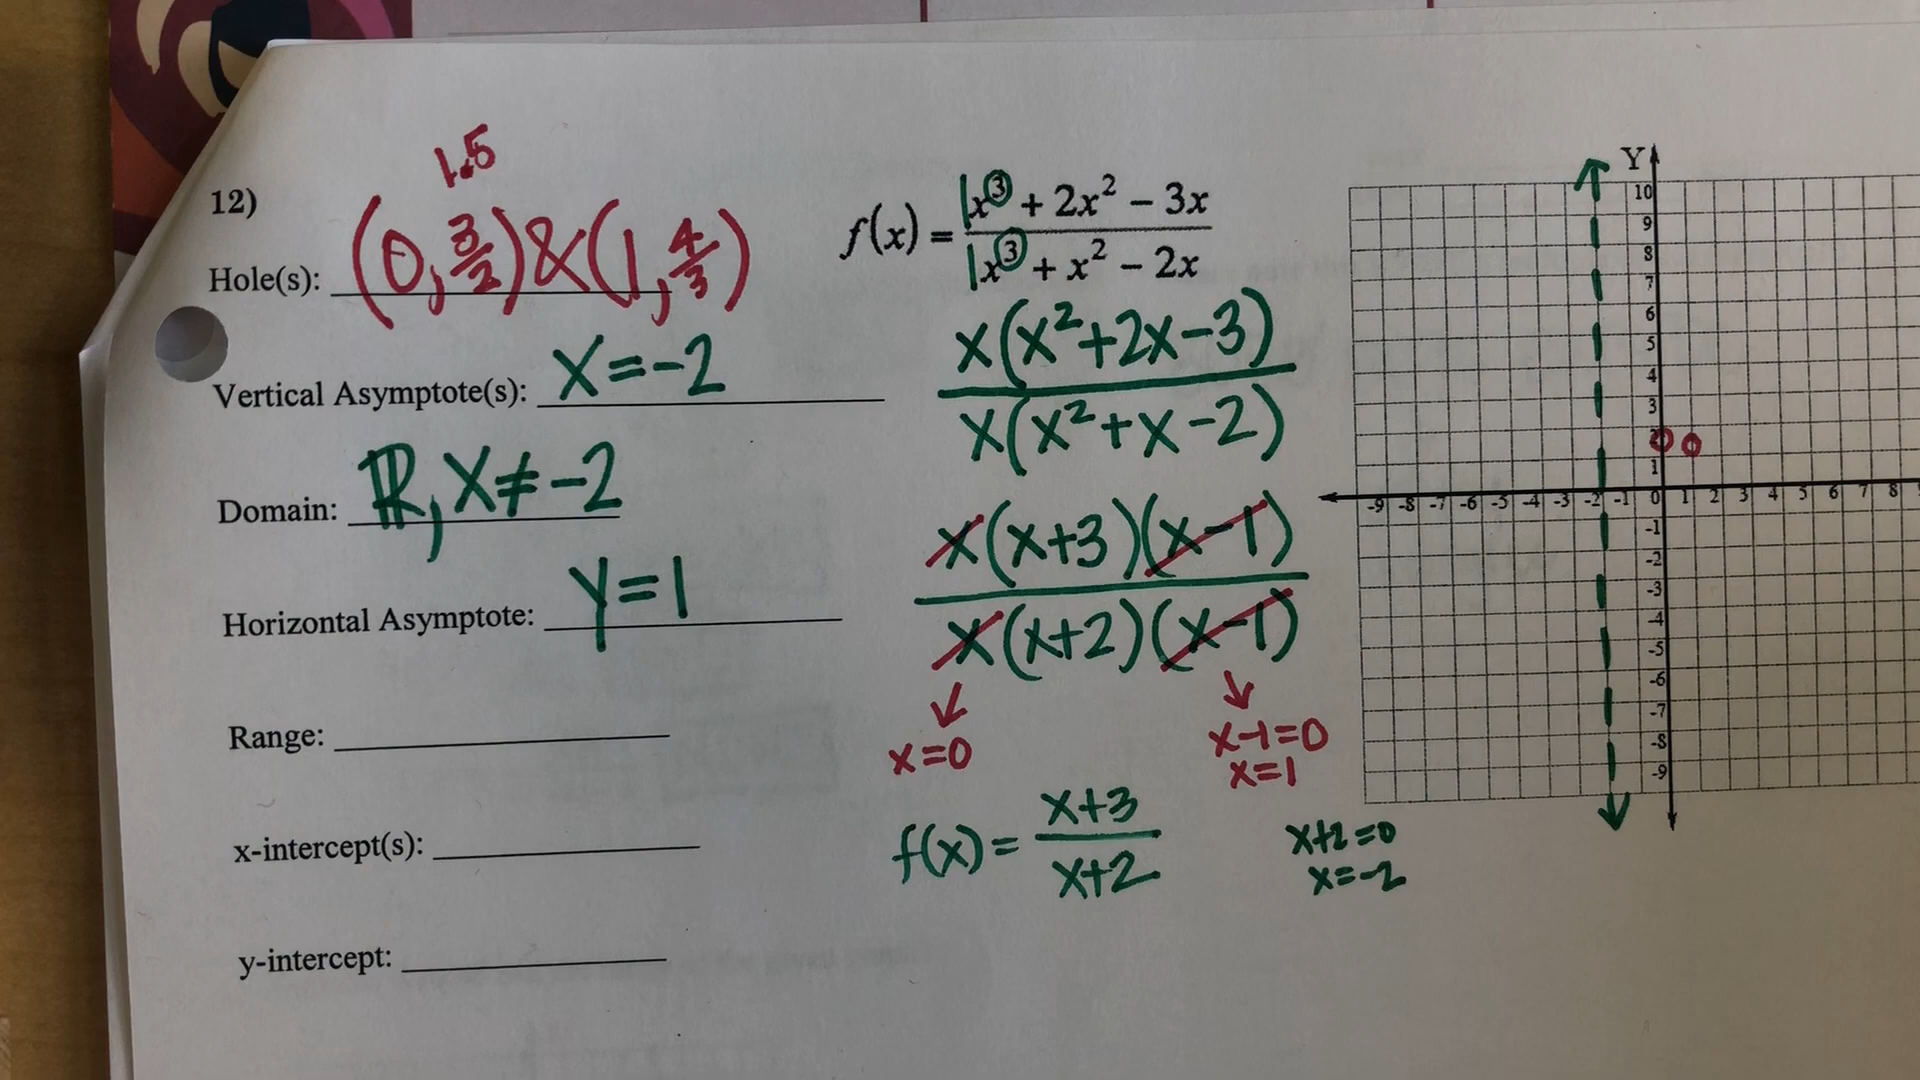 12)
1.5
Hole(s): (0, 3/2) & (1, 4/3)
Vertical Asymptote(s): x = -2
Domain: ℝ, x ≠ -2
Horizontal Asymptote: y = 1
Range:
x-intercept(s):
y-intercept:
f(x) = (1x³ + 2x² − 3x)/(1x³ + x² − 2x)
x(x²+2x-3)
x(x²+x-2)
x(x+3)(x-1)
x(x+2)(x-1)
x=0
x-1=0
x=1
f(x) = (x+3)/(x+2)
x+2=0
x=-2
Y
10
9
8
7
6
5
4
3
2
1
-9 -8 -7 -6 -5 -4 -3 -2 -1 0 1 2 3 4 5 6 7 8
-1
-2
-3
-4
-5
-6
-7
-8
-9